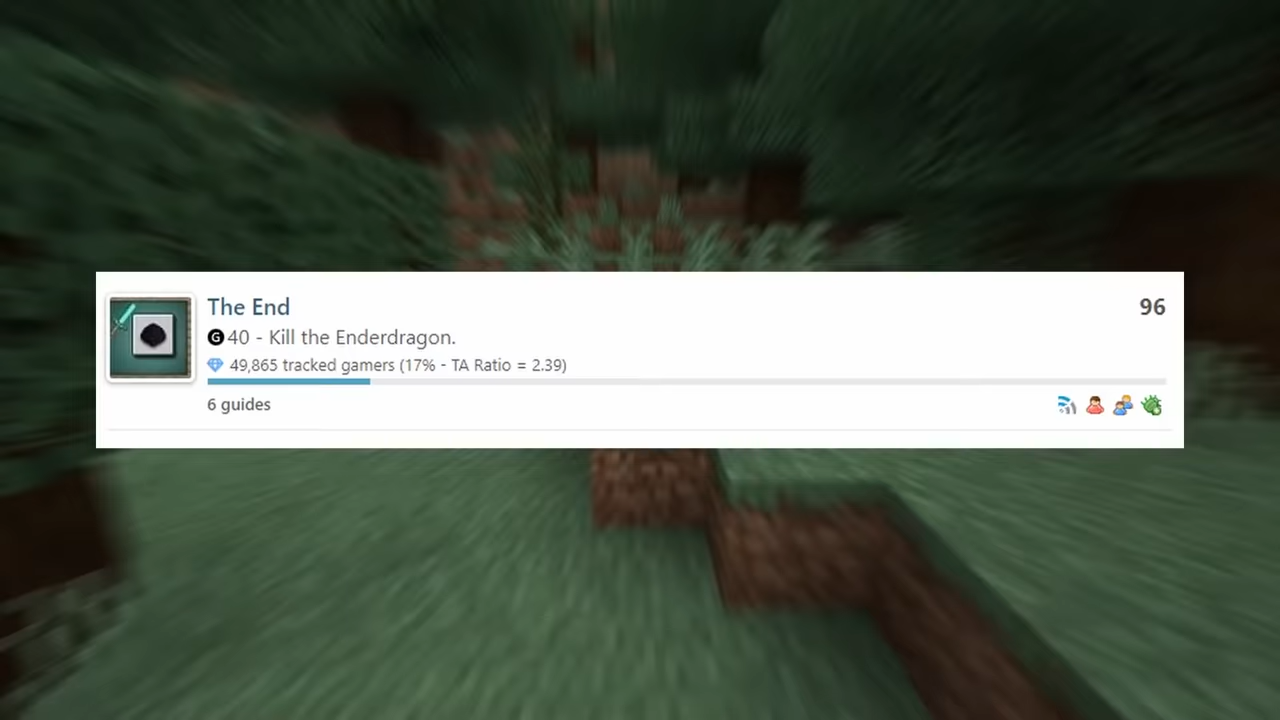 The End
96
G 40 - Kill the Enderdragon.
49,865 tracked gamers (17% - TA Ratio = 2.39)
6 guides